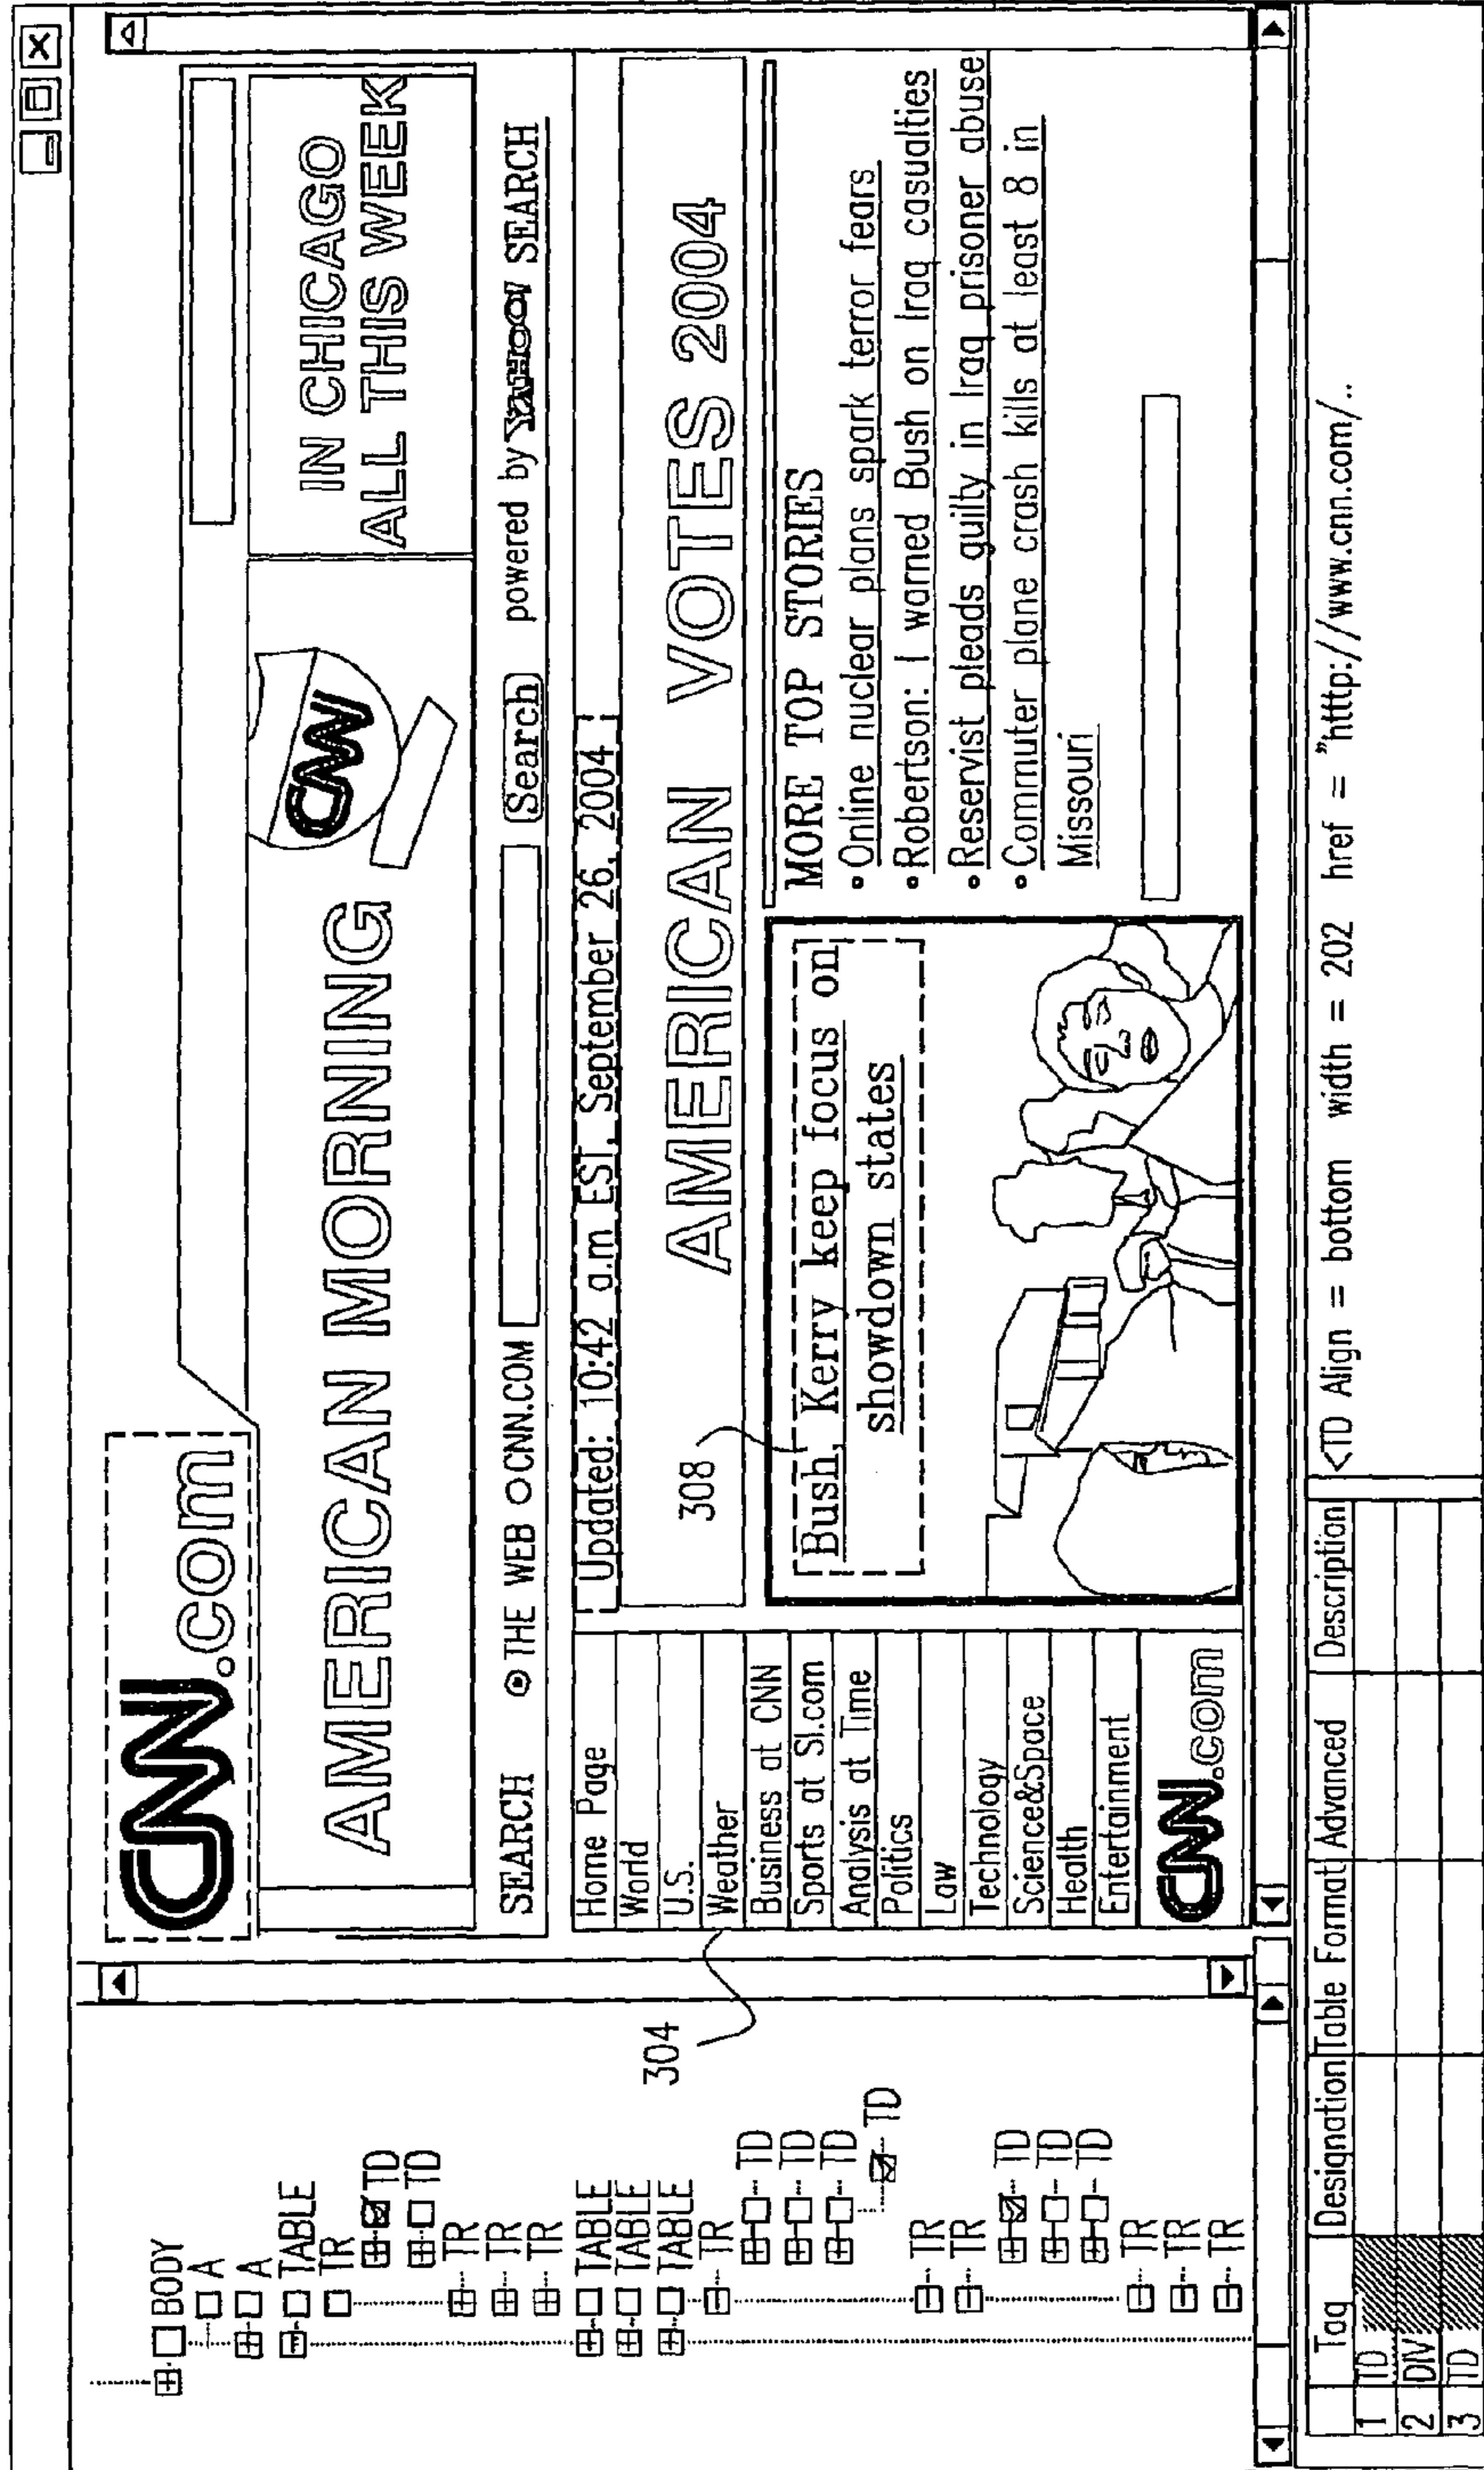 BODY
A
A
TABLE
TR
TD
TD
TR
TR
TR
TABLE
TABLE
TABLE
TR
TD
TD
TD
TD
TR
TR
TD
TD
TD
TR
TR
TR
304
CNN.com
AMERICAN MORNING
CNN
IN CHICAGO
ALL THIS WEEK
SEARCH THE WEB CNN.COM Search powered by YAHOO! SEARCH
Home Page
World
U.S.
Weather
Business at CNN
Sports at SI.com
Analysis at Time
Politics
Law
Technology
Science&Space
Health
Entertainment
CNN.com
Updated: 10:42 a.m EST, September 26, 2004
308
AMERICAN VOTES 2004
Bush, Kerry keep focus on
showdown states
MORE TOP STORIES
• Online nuclear plans spark terror fears
• Robertson: I warned Bush on Iraq casualties
• Reservist pleads guilty in Iraq prisoner abuse
• Commuter plane crash kills at least 8 in
Missouri
Tag Designation Table Format Advanced Description
1 TD
2 DIV
3 TD
<TD Align = bottom width = 202 href = "htttp://www.cnn.com/..